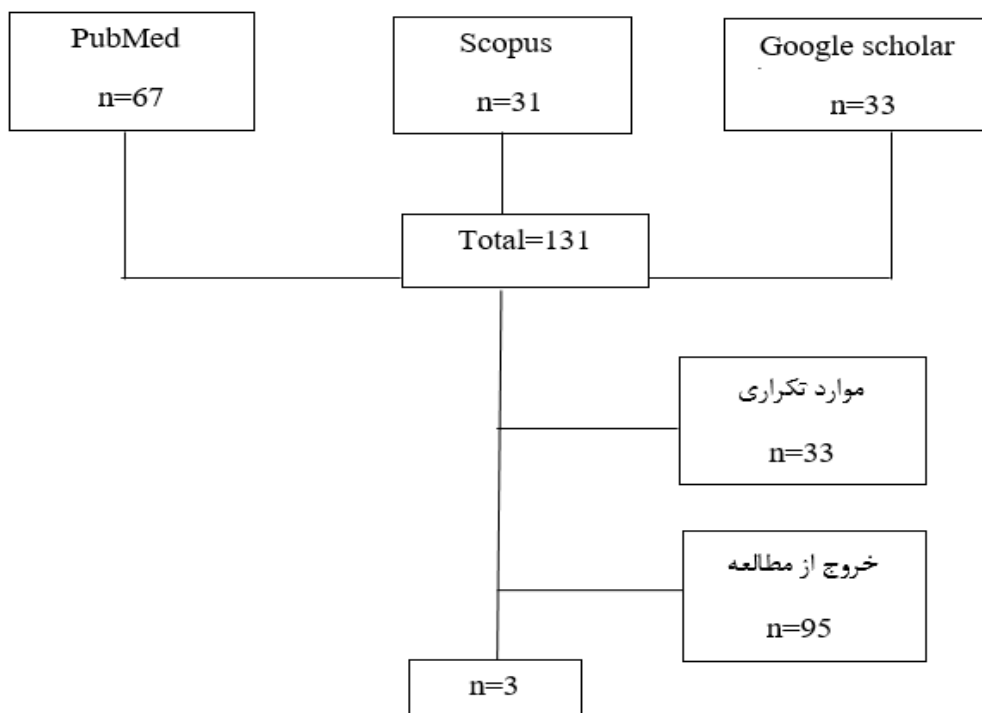 PubMed
n=67
Scopus
n=31
Google scholar
n=33
Total=131
موارد تکراری
n=33
خروج از مطالعه
n=95
n=3